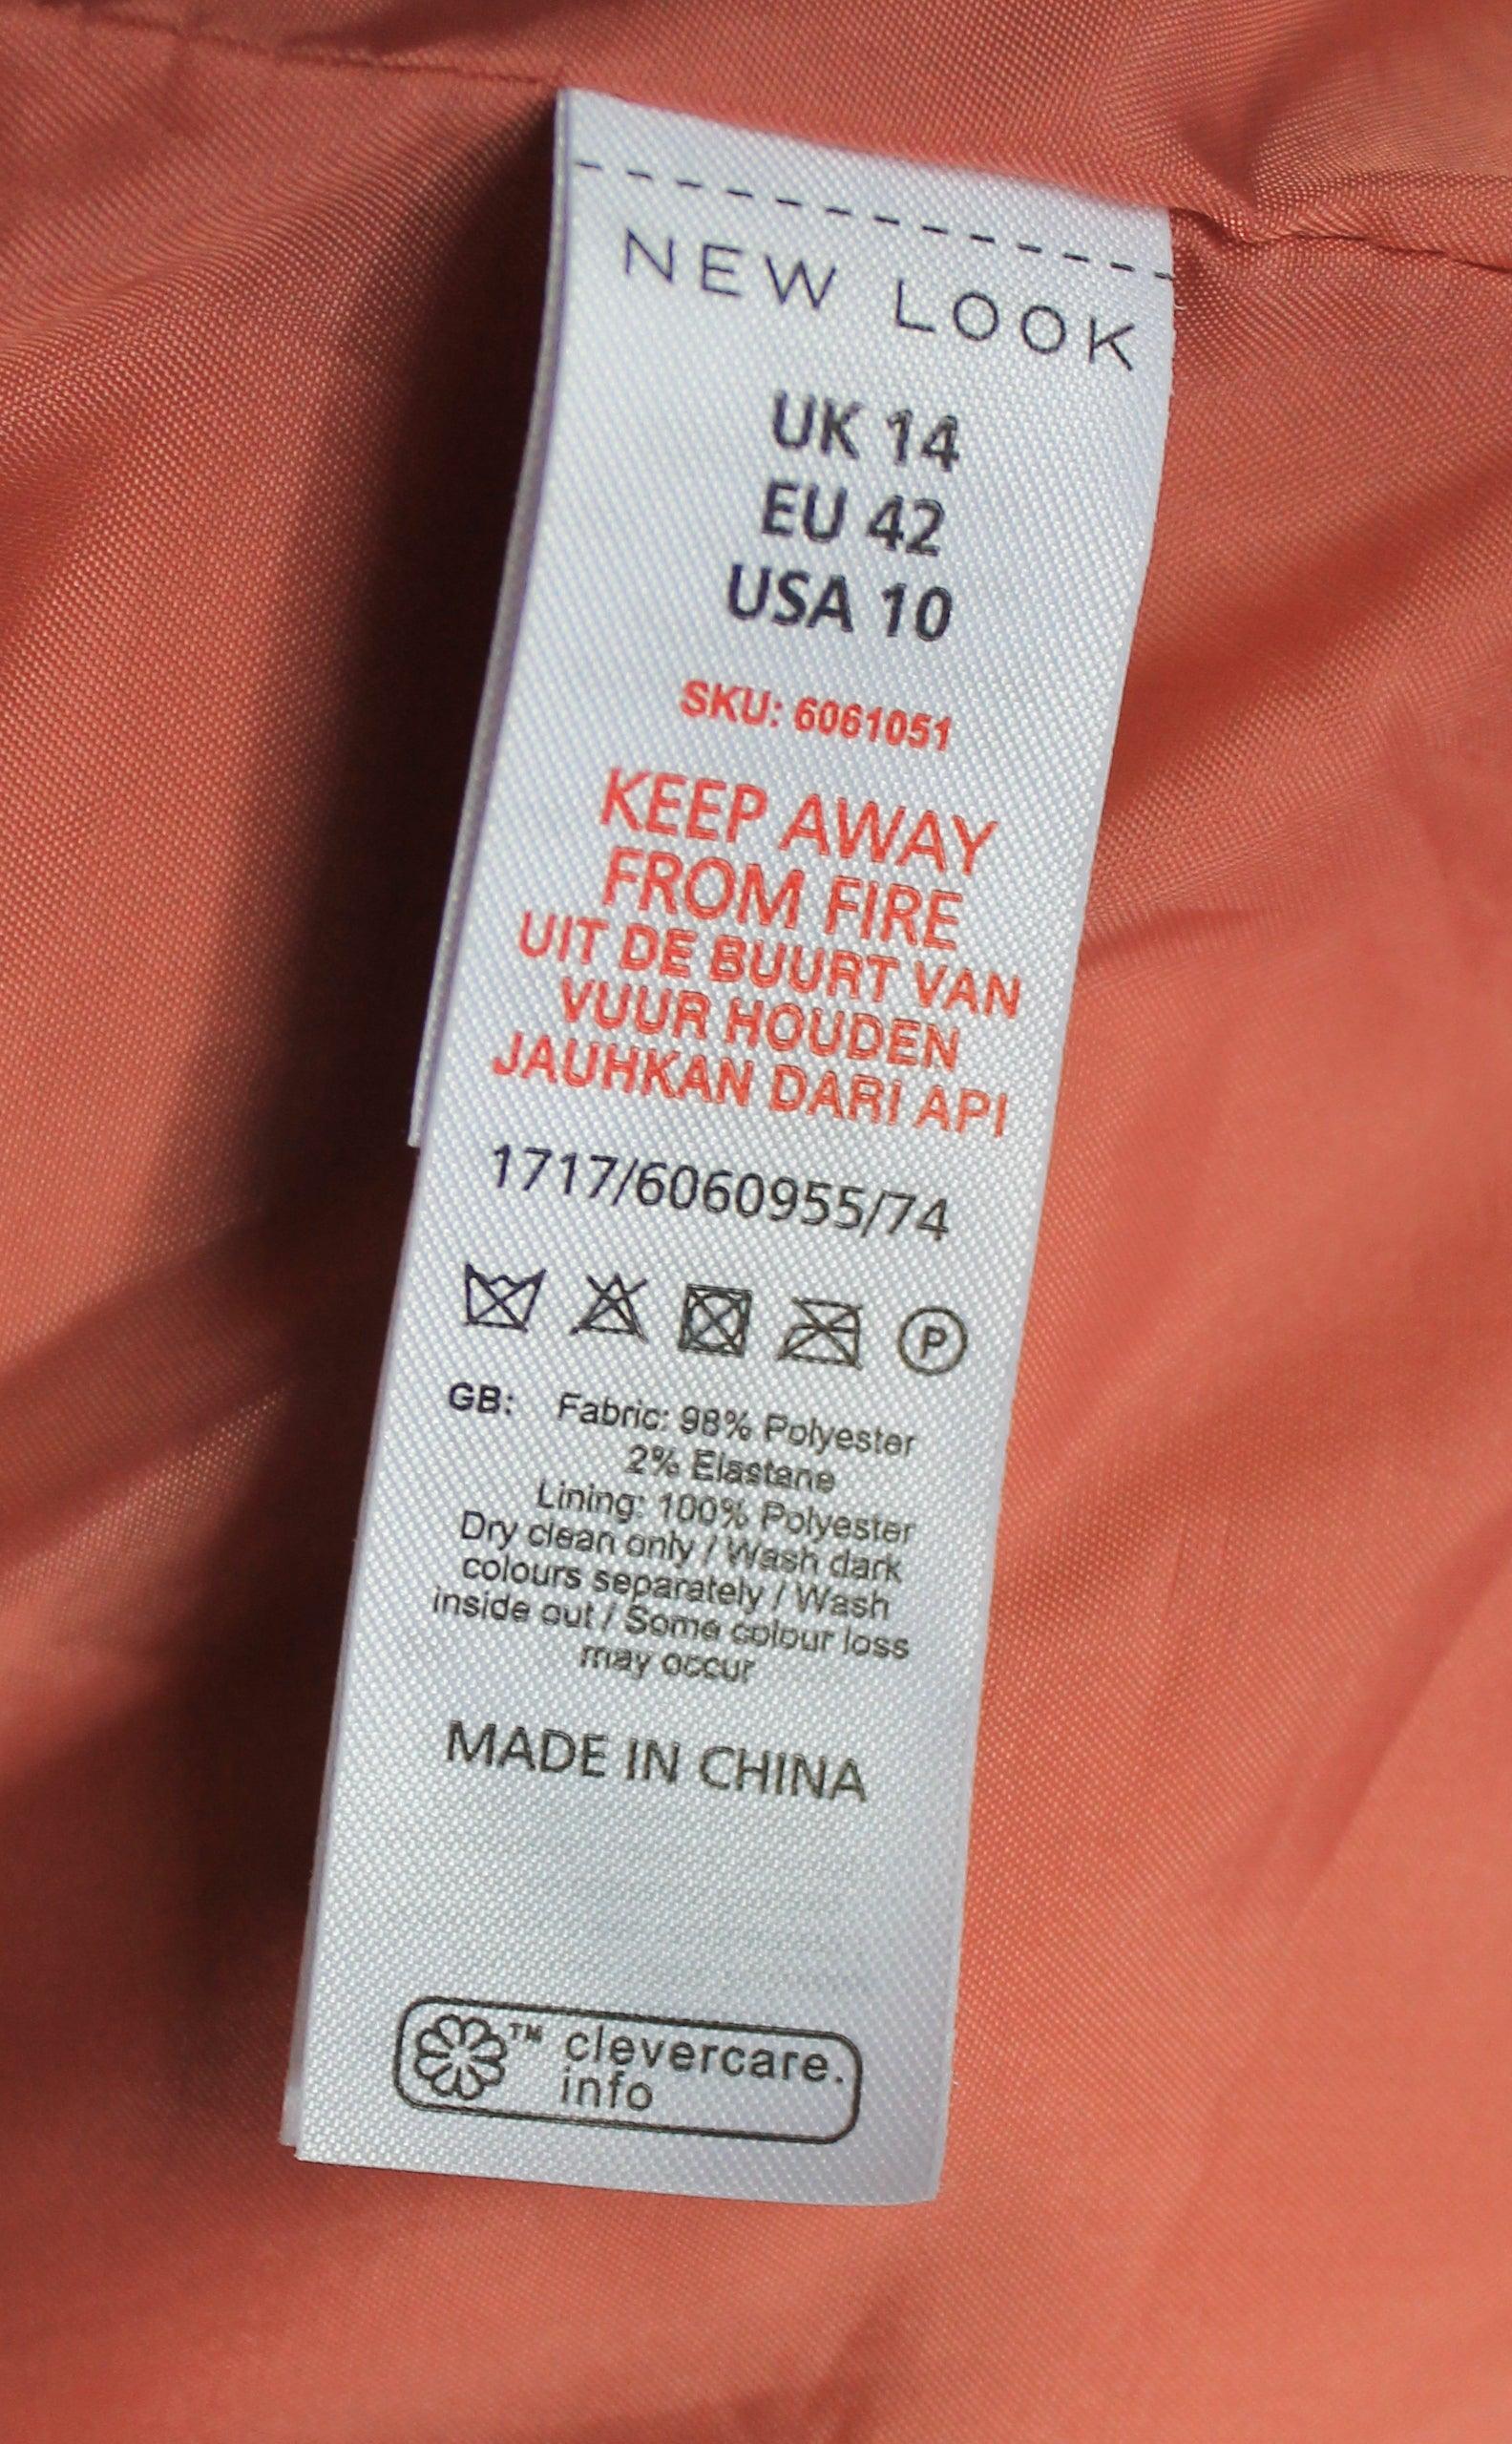 NEW LOOK
UK 14
EU 42
USA 10
SKU: 6061051
KEEP AWAY
FROM FIRE
UIT DE BUURT VAN
VUUR HOUDEN
JAUHKAN DARI API
1717/6060955/74
P
GB: Fabric: 98% Polyester
2% Elastane
Lining: 100% Polyester
Dry clean only / Wash dark
colours separately / Wash
inside out / Some colour loss
may occur
MADE IN CHINA
™ clevercare.
info